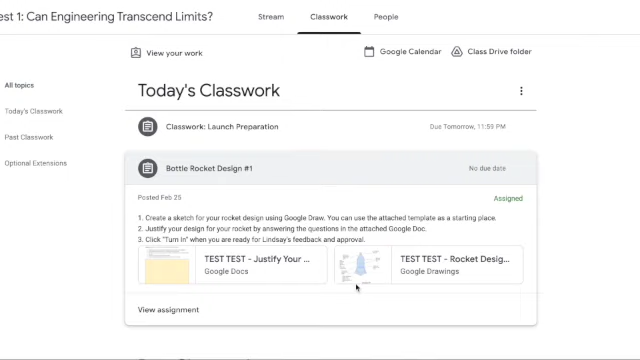 est 1: Can Engineering Transcend Limits?
Stream
Classwork
People
View your work
Google Calendar
Class Drive folder
All topics
Today's Classwork
Past Classwork
Optional Extensions
Today's Classwork
Classwork: Launch Preparation
Due Tomorrow, 11:59 PM
Bottle Rocket Design #1
No due date
Posted Feb 25
Assigned
1. Create a sketch for your rocket design using Google Draw. You can use the attached template as a starting place.
2. Justify your design for your rocket by answering the questions in the attached Google Doc.
3. Click "Turn In" when you are ready for Lindsay's feedback and approval.
TEST TEST - Justify Your ...
Google Docs
TEST TEST - Rocket Desig...
Google Drawings
View assignment